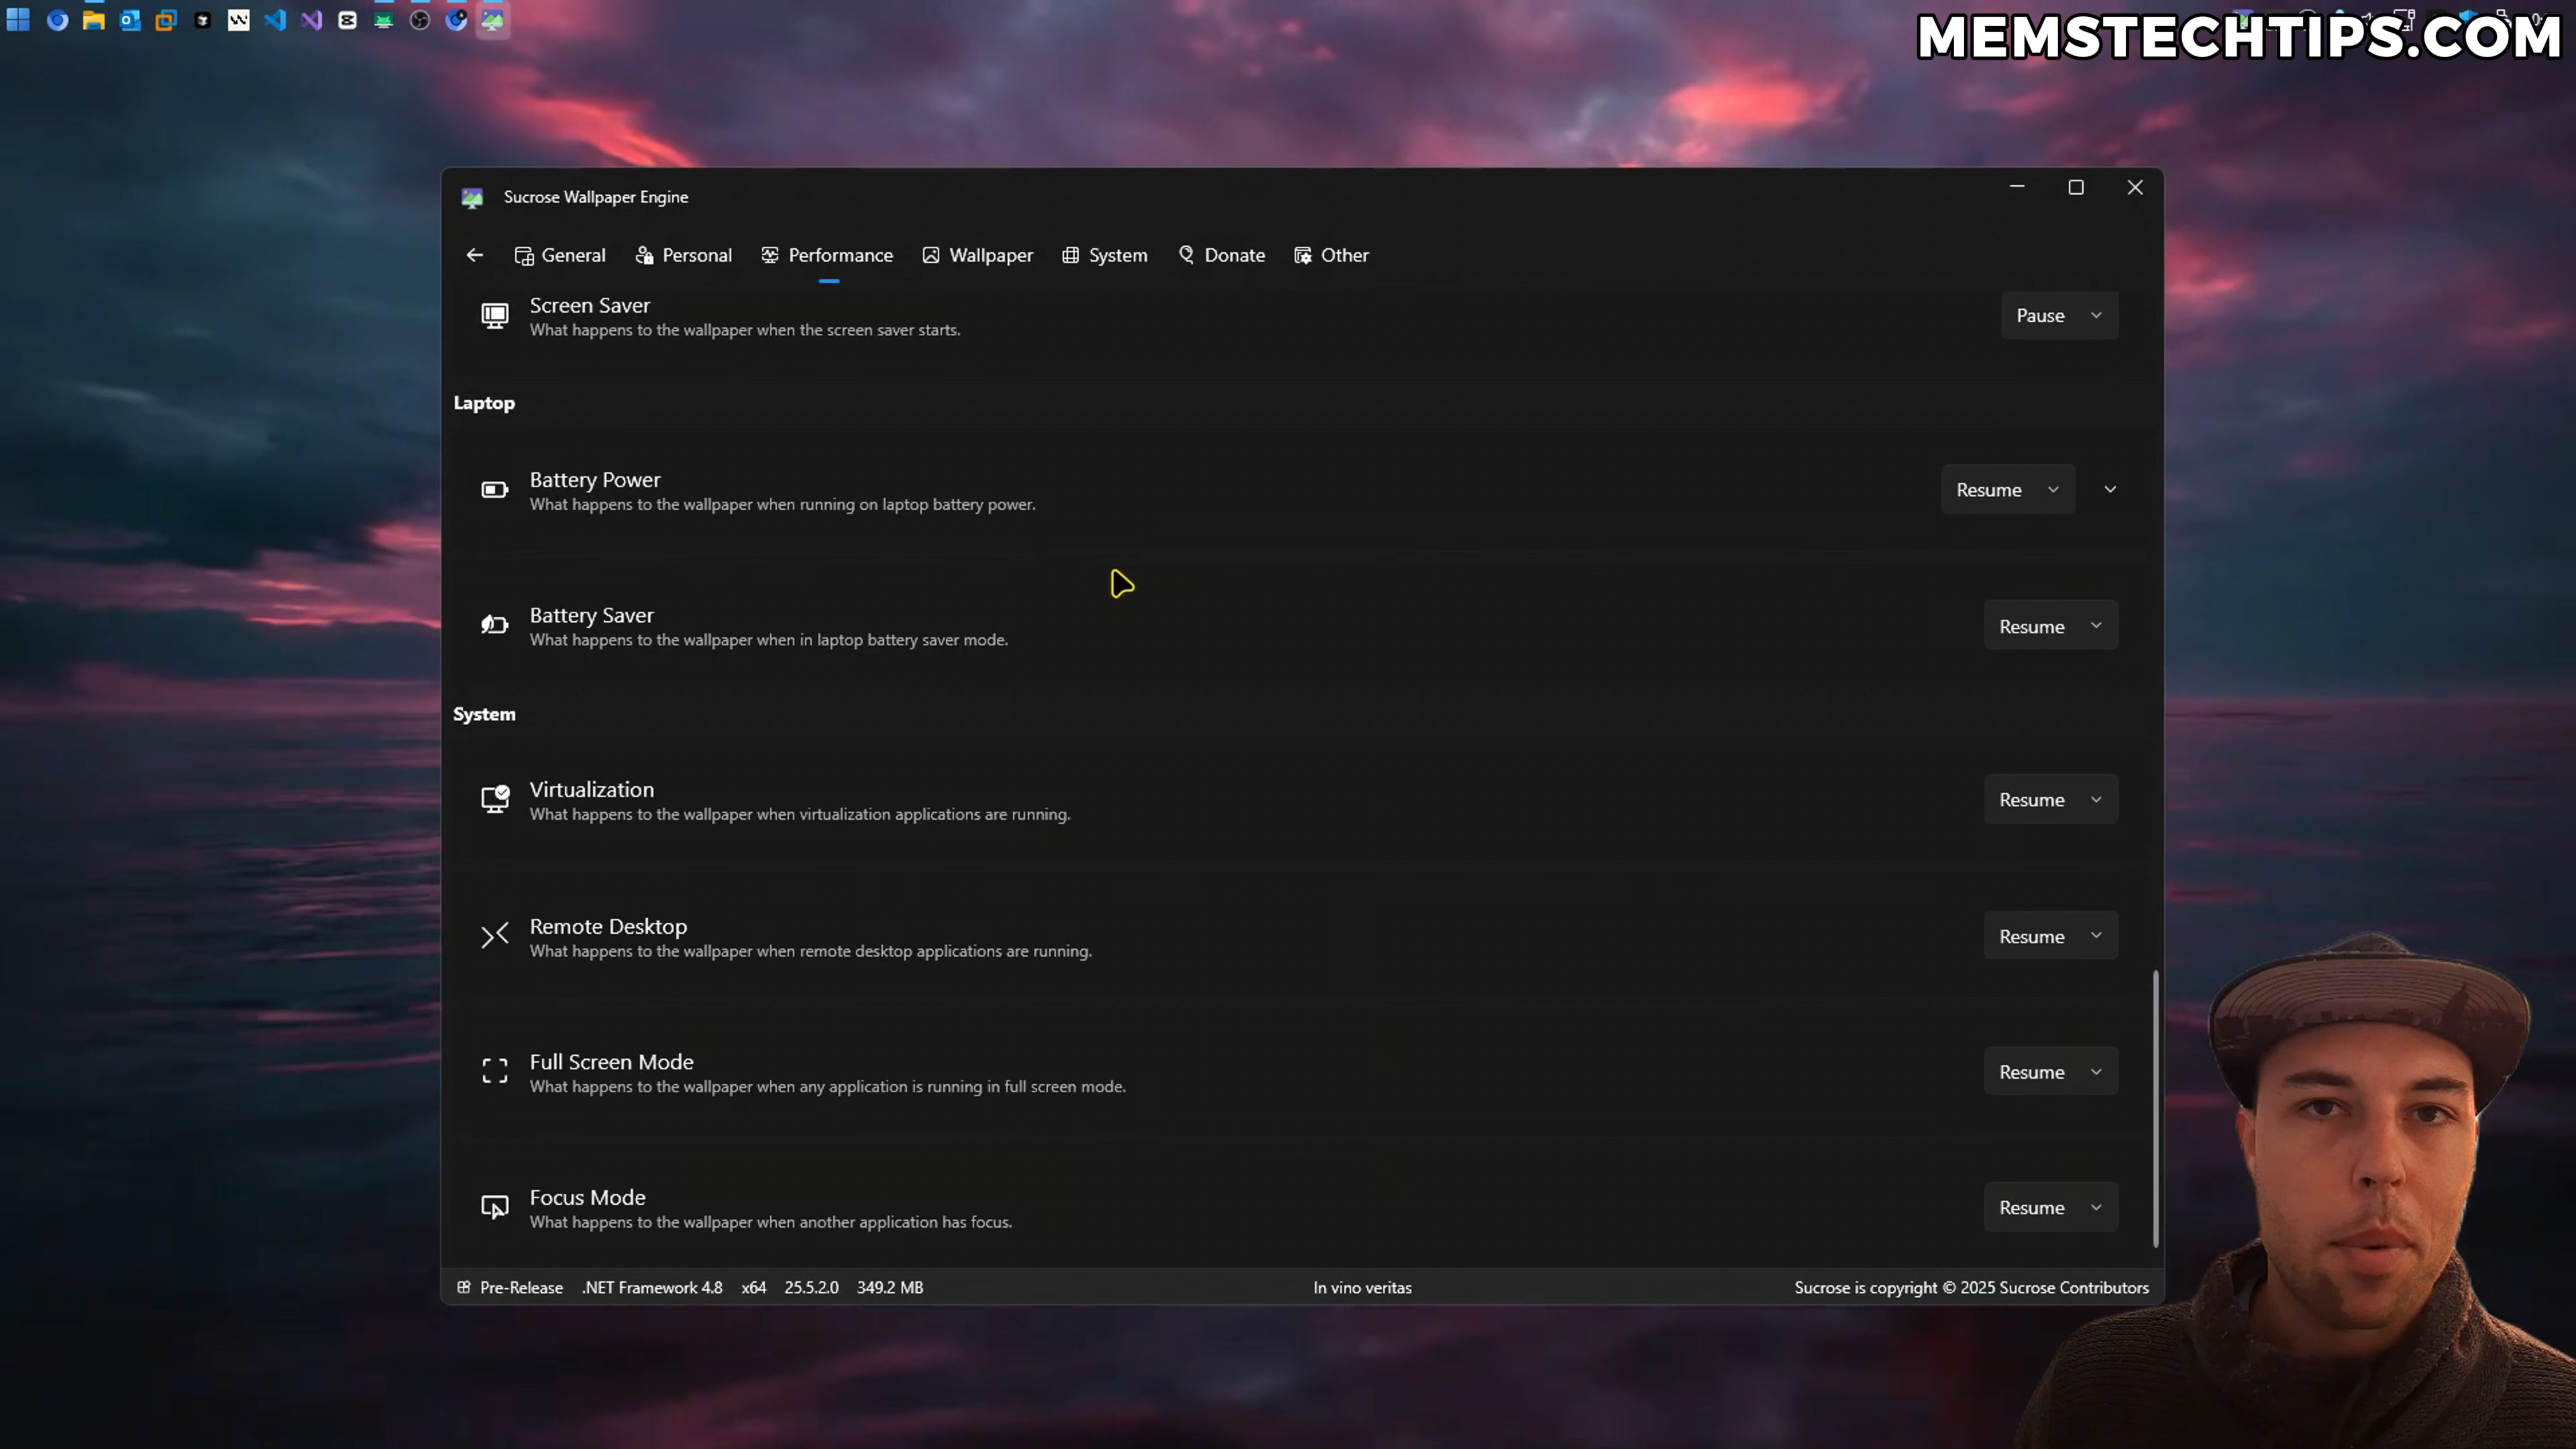 MEMSTECHTIPS.COM
Sucrose Wallpaper Engine
General
Personal
Performance
Wallpaper
System
Donate
Other
Screen Saver
What happens to the wallpaper when the screen saver starts.
Pause
Laptop
Battery Power
What happens to the wallpaper when running on laptop battery power.
Resume
Battery Saver
What happens to the wallpaper when in laptop battery saver mode.
Resume
System
Virtualization
What happens to the wallpaper when virtualization applications are running.
Resume
Remote Desktop
What happens to the wallpaper when remote desktop applications are running.
Resume
Full Screen Mode
What happens to the wallpaper when any application is running in full screen mode.
Resume
Focus Mode
What happens to the wallpaper when another application has focus.
Resume
Pre-Release .NET Framework 4.8 x64 25.5.2.0 349.2 MB
In vino veritas
Sucrose is copyright © 2025 Sucrose Contributors